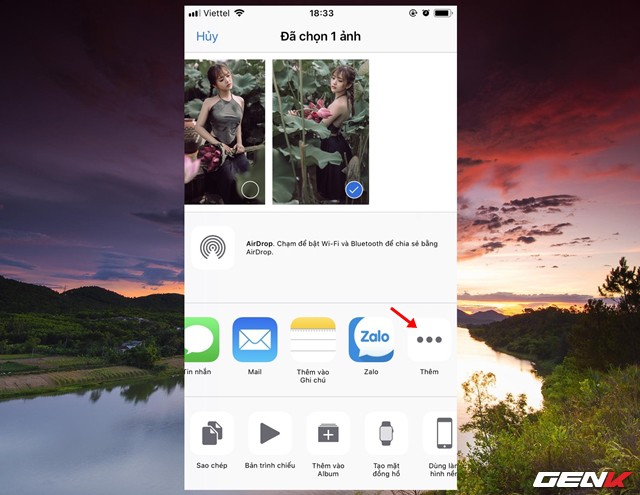 Viettel 18:33
Hủy Đã chọn 1 ảnh
AirDrop. Chạm để bật Wi-Fi và Bluetooth để chia sẻ bằng
AirDrop.
Zalo
Tin nhắn Mail Thêm vào Zalo Thêm
Ghi chú
Sao chép Bản trình chiếu Thêm vào Tạo mặt Dùng làm
Album đồng hồ hình nền
GENK